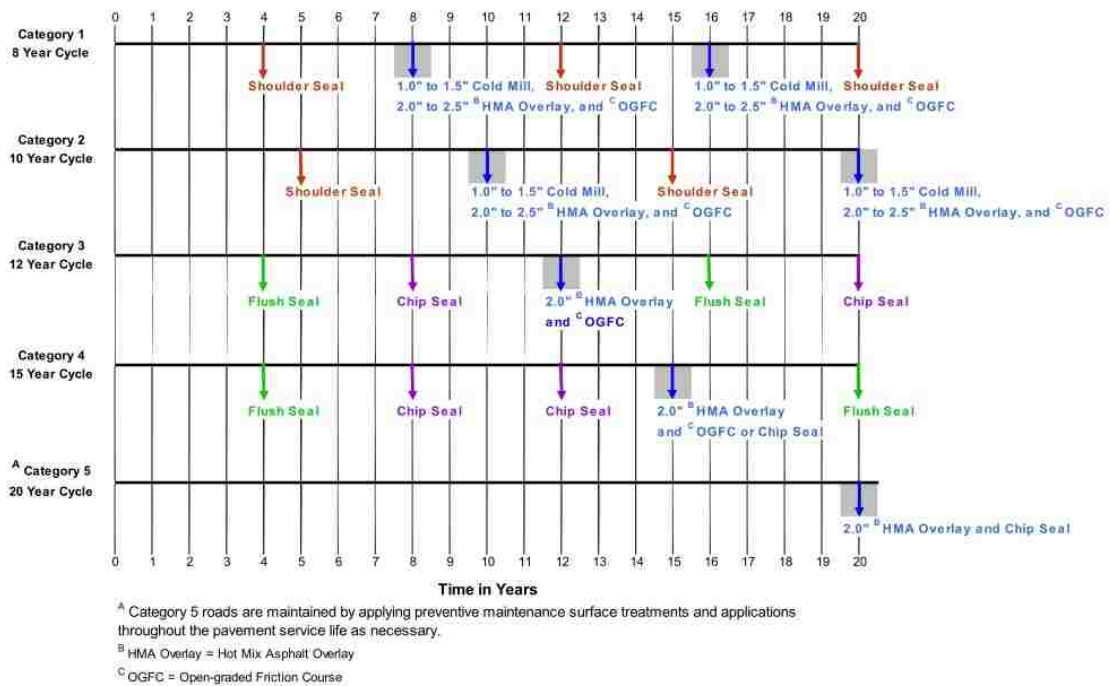 0 1 2 3 4 5 6 7 8 9 10 11 12 13 14 15 16 17 18 19 20
Category 1
8 Year Cycle
Shoulder Seal
1.0" to 1.5" Cold Mill,
2.0" to 2.5" B HMA Overlay, and C OGFC
Shoulder Seal
1.0" to 1.5" Cold Mill,
2.0" to 2.5" B HMA Overlay, and C OGFC
Shoulder Seal
Category 2
10 Year Cycle
Shoulder Seal
1.0" to 1.5" Cold Mill,
2.0" to 2.5" B HMA Overlay, and C OGFC
Shoulder Seal
1.0" to 1.5" Cold Mill,
2.0" to 2.5" B HMA Overlay, and C OGFC
Category 3
12 Year Cycle
Flush Seal
Chip Seal
2.0" B HMA Overlay
and C OGFC
Flush Seal
Chip Seal
Category 4
15 Year Cycle
Flush Seal
Chip Seal
Chip Seal
2.0" B HMA Overlay
and C OGFC or Chip Seal
Flush Seal
A Category 5
20 Year Cycle
2.0" B HMA Overlay and Chip Seal
0 1 2 3 4 5 6 7 8 9 10 11 12 13 14 15 16 17 18 19 20
Time in Years
A Category 5 roads are maintained by applying preventive maintenance surface treatments and applications
throughout the pavement service life as necessary.
B HMA Overlay = Hot Mix Asphalt Overlay
C OGFC = Open-graded Friction Course